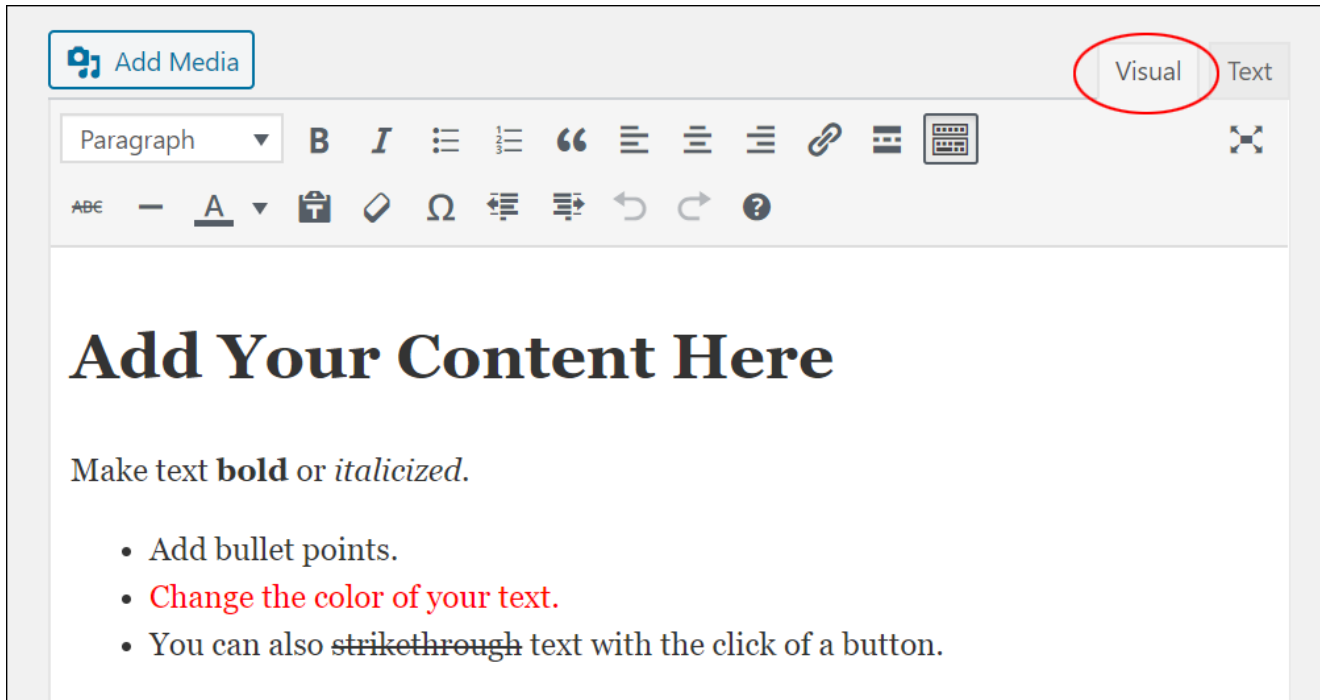 Add Media
Visual Text
Paragraph B I
ABC A Ω
Add Your Content Here
Make text bold or italicized.
Add bullet points.
Change the color of your text.
You can also strikethrough text with the click of a button.